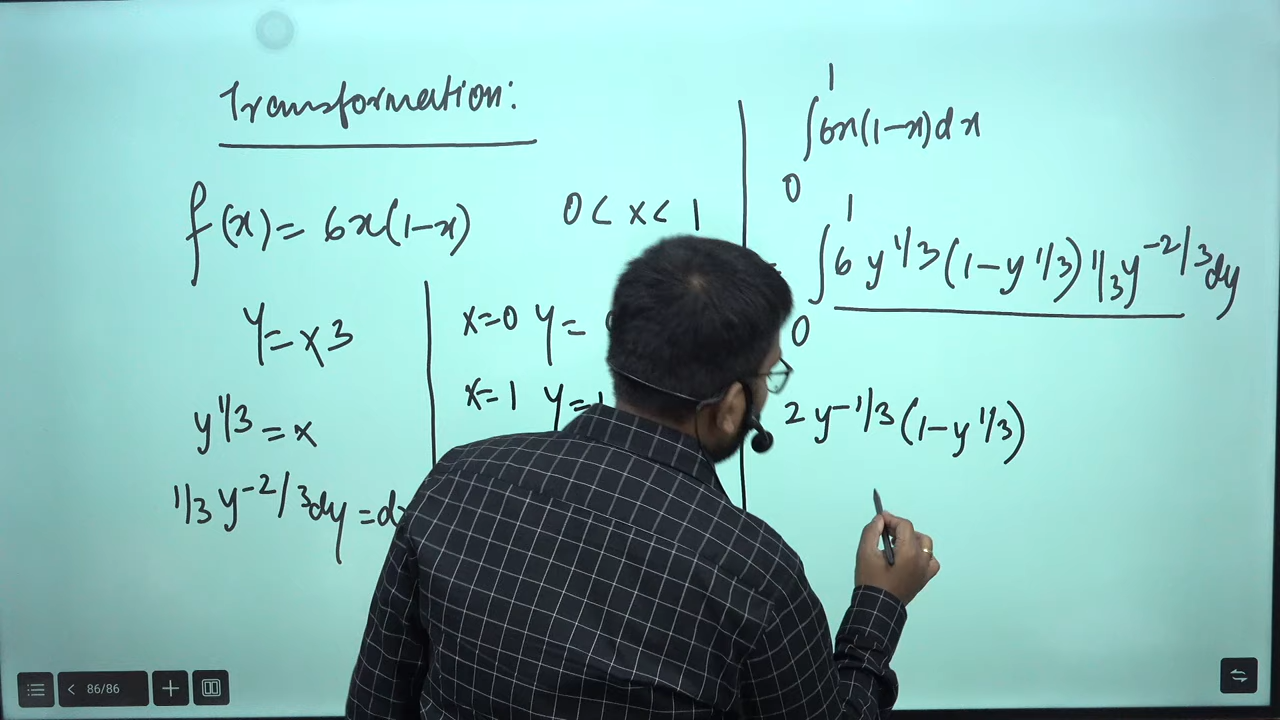 Transformation:
f(x) = 6x(1-x)
0 < x < 1
y = x3
y1/3 = x
1/3 y-2/3 dy = d
x=0 y=
x=1 y=1
1
∫ 6x(1-x)dx
0
1
∫ 6 y1/3 (1-y1/3) 1/3 y-2/3 dy
0
2 y-1/3 (1-y1/3)
86/86